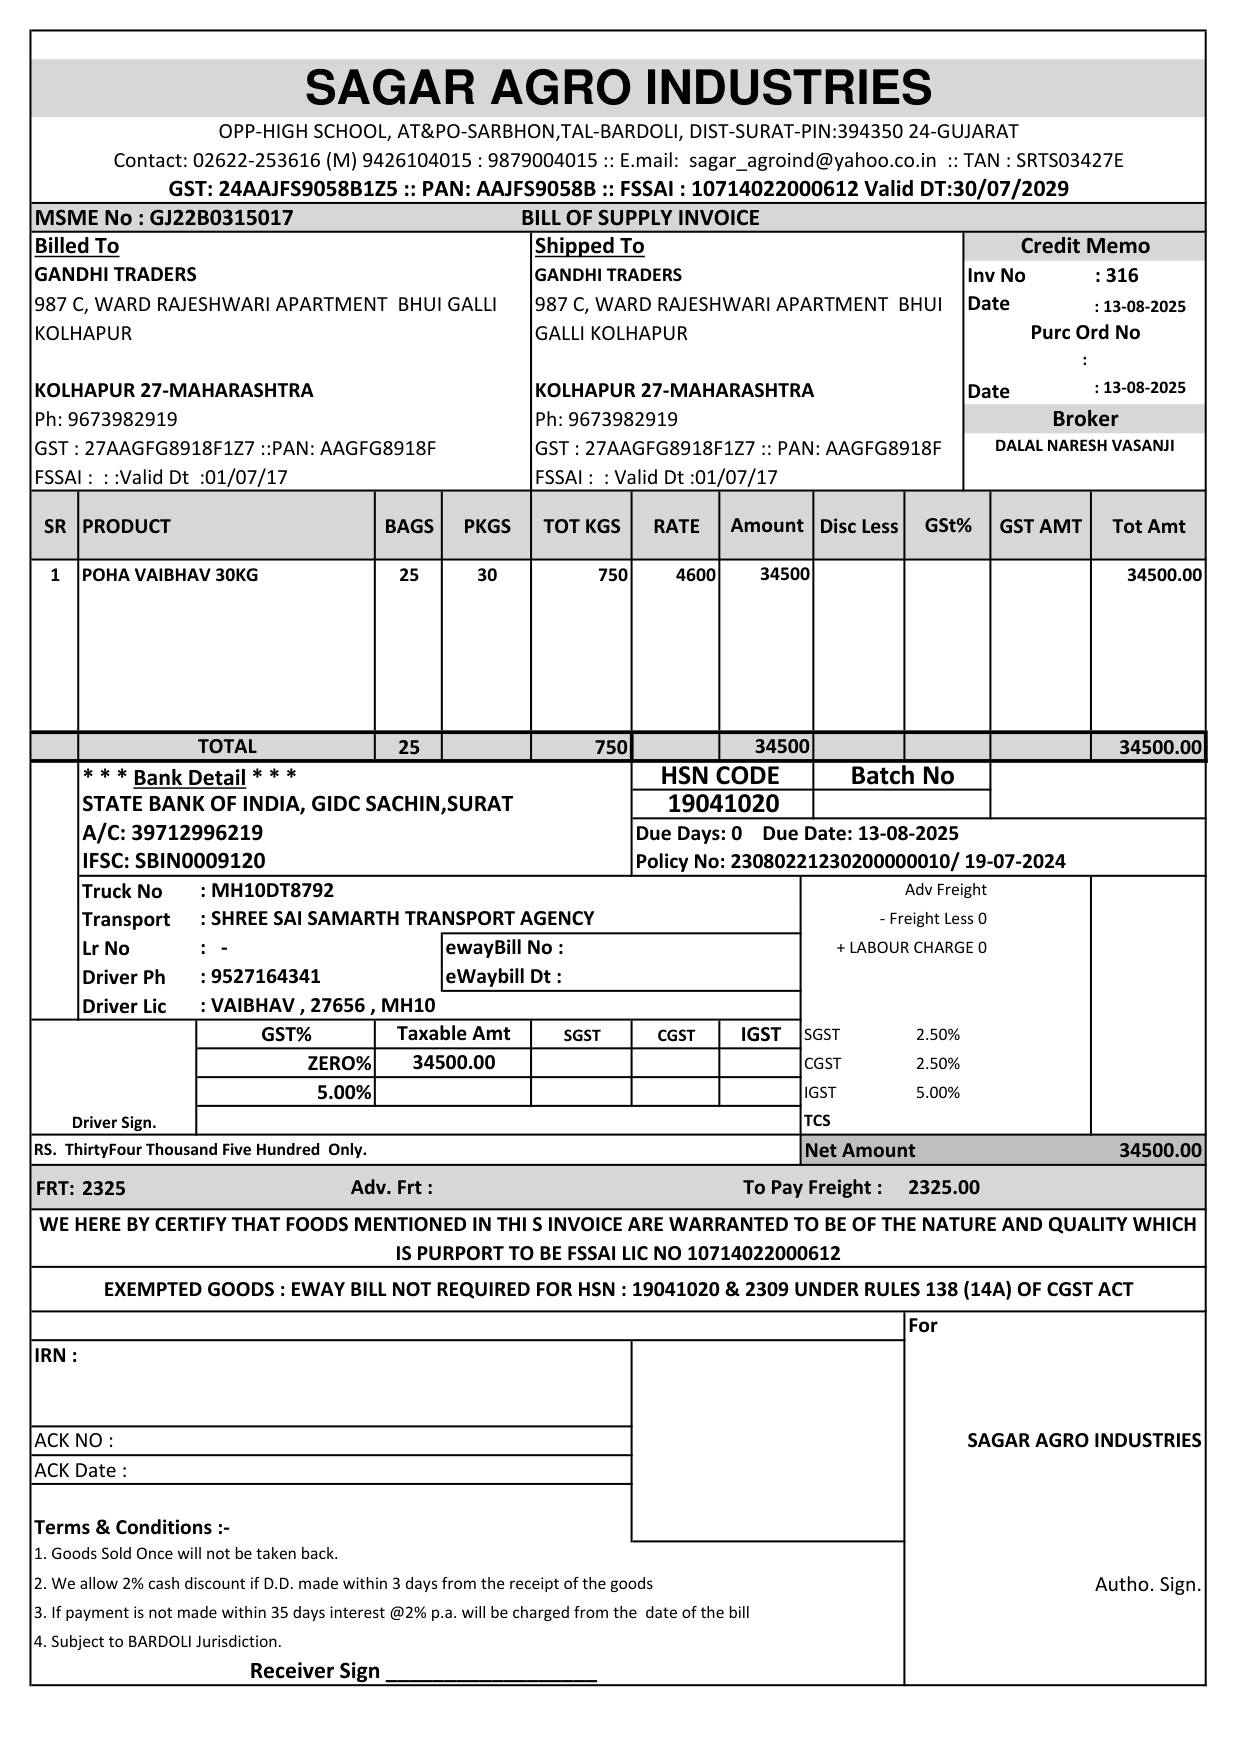 SAGAR AGRO INDUSTRIES
OPP-HIGH SCHOOL, AT&PO-SARBHON,TAL-BARDOLI, DIST-SURAT-PIN:394350 24-GUJARAT
Contact: 02622-253616 (M) 9426104015 : 9879004015 :: E.mail:  sagar_agroind@yahoo.co.in  :: TAN : SRTS03427E
GST: 24AAJFS9058B1Z5 :: PAN: AAJFS9058B :: FSSAI : 10714022000612 Valid DT:30/07/2029
MSME No : GJ22B0315017 BILL OF SUPPLY INVOICE
Billed To
GANDHI TRADERS
987 C, WARD RAJESHWARI APARTMENT  BHUI GALLI
KOLHAPUR
KOLHAPUR 27-MAHARASHTRA
Ph: 9673982919
GST : 27AAGFG8918F1Z7 ::PAN: AAGFG8918F
FSSAI :  : :Valid Dt  :01/07/17
Shipped To
GANDHI TRADERS
987 C, WARD RAJESHWARI APARTMENT  BHUI
GALLI KOLHAPUR
KOLHAPUR 27-MAHARASHTRA
Ph: 9673982919
GST : 27AAGFG8918F1Z7 :: PAN: AAGFG8918F
FSSAI :  : Valid Dt :01/07/17
Credit Memo
Inv No : 316
Date : 13-08-2025
Purc Ord No
:
Date : 13-08-2025
Broker
DALAL NARESH VASANJI
SR PRODUCT BAGS PKGS TOT KGS RATE Amount Disc Less GSt% GST AMT Tot Amt
1 POHA VAIBHAV 30KG 25 30 750 4600 34500 34500.00
TOTAL 25 750 34500 34500.00
* * * Bank Detail * * *
STATE BANK OF INDIA, GIDC SACHIN,SURAT
A/C: 39712996219
IFSC: SBIN0009120
HSN CODE Batch No
19041020
Due Days: 0    Due Date: 13-08-2025
Policy No: 23080221230200000010/ 19-07-2024
Truck No : MH10DT8792
Transport : SHREE SAI SAMARTH TRANSPORT AGENCY
Lr No :   -
Driver Ph : 9527164341
Driver Lic : VAIBHAV , 27656 , MH10
ewayBill No :
eWaybill Dt :
Adv Freight
- Freight Less 0
+ LABOUR CHARGE 0
GST% Taxable Amt SGST CGST IGST
ZERO% 34500.00
5.00%
Driver Sign.
SGST 2.50%
CGST 2.50%
IGST 5.00%
TCS
RS.  ThirtyFour Thousand Five Hundred  Only.
Net Amount 34500.00
FRT: 2325 Adv. Frt : To Pay Freight : 2325.00
WE HERE BY CERTIFY THAT FOODS MENTIONED IN THI S INVOICE ARE WARRANTED TO BE OF THE NATURE AND QUALITY WHICH
IS PURPORT TO BE FSSAI LIC NO 10714022000612
EXEMPTED GOODS : EWAY BILL NOT REQUIRED FOR HSN : 19041020 & 2309 UNDER RULES 138 (14A) OF CGST ACT
For
IRN :
ACK NO :
SAGAR AGRO INDUSTRIES
ACK Date :
Terms & Conditions :-
1. Goods Sold Once will not be taken back.
2. We allow 2% cash discount if D.D. made within 3 days from the receipt of the goods
Autho. Sign.
3. If payment is not made within 35 days interest @2% p.a. will be charged from the  date of the bill
4. Subject to BARDOLI Jurisdiction.
Receiver Sign ___________________